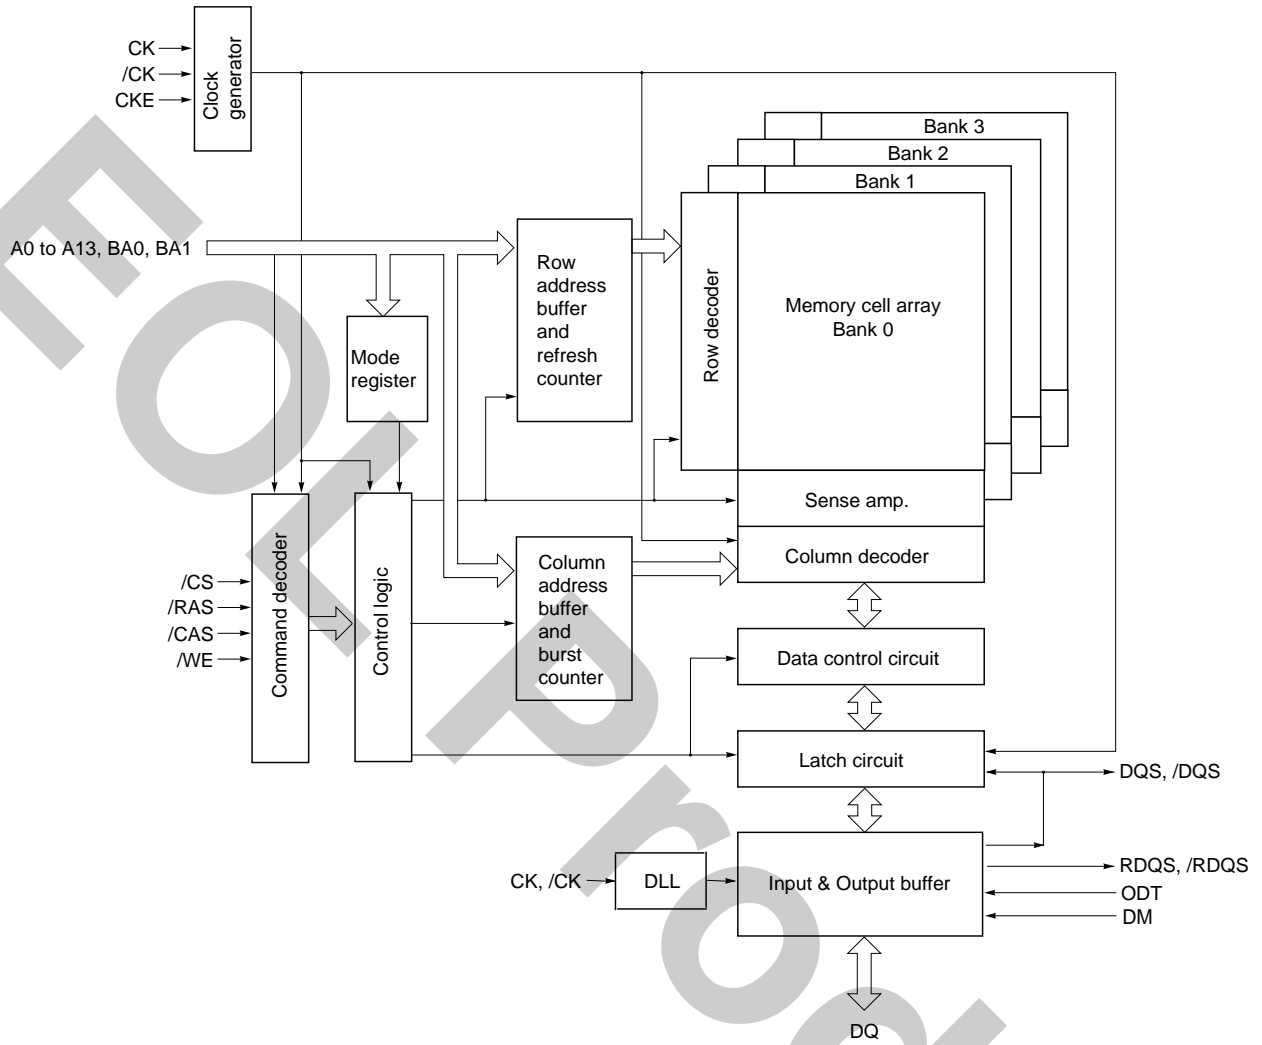 CK
/CK
CKE
Clock
generator
Bank 3
Bank 2
Bank 1
A0 to A13, BA0, BA1
Row
address
buffer
and
refresh
counter
Row decoder
Memory cell array
Bank 0
Mode
register
Sense amp.
Column decoder
Command decoder
Control logic
Column
address
buffer
and
burst
counter
/CS
/RAS
/CAS
/WE
Data control circuit
Latch circuit
DQS, /DQS
CK, /CK
DLL
Input & Output buffer
RDQS, /RDQS
ODT
DM
DQ
EOL Prod